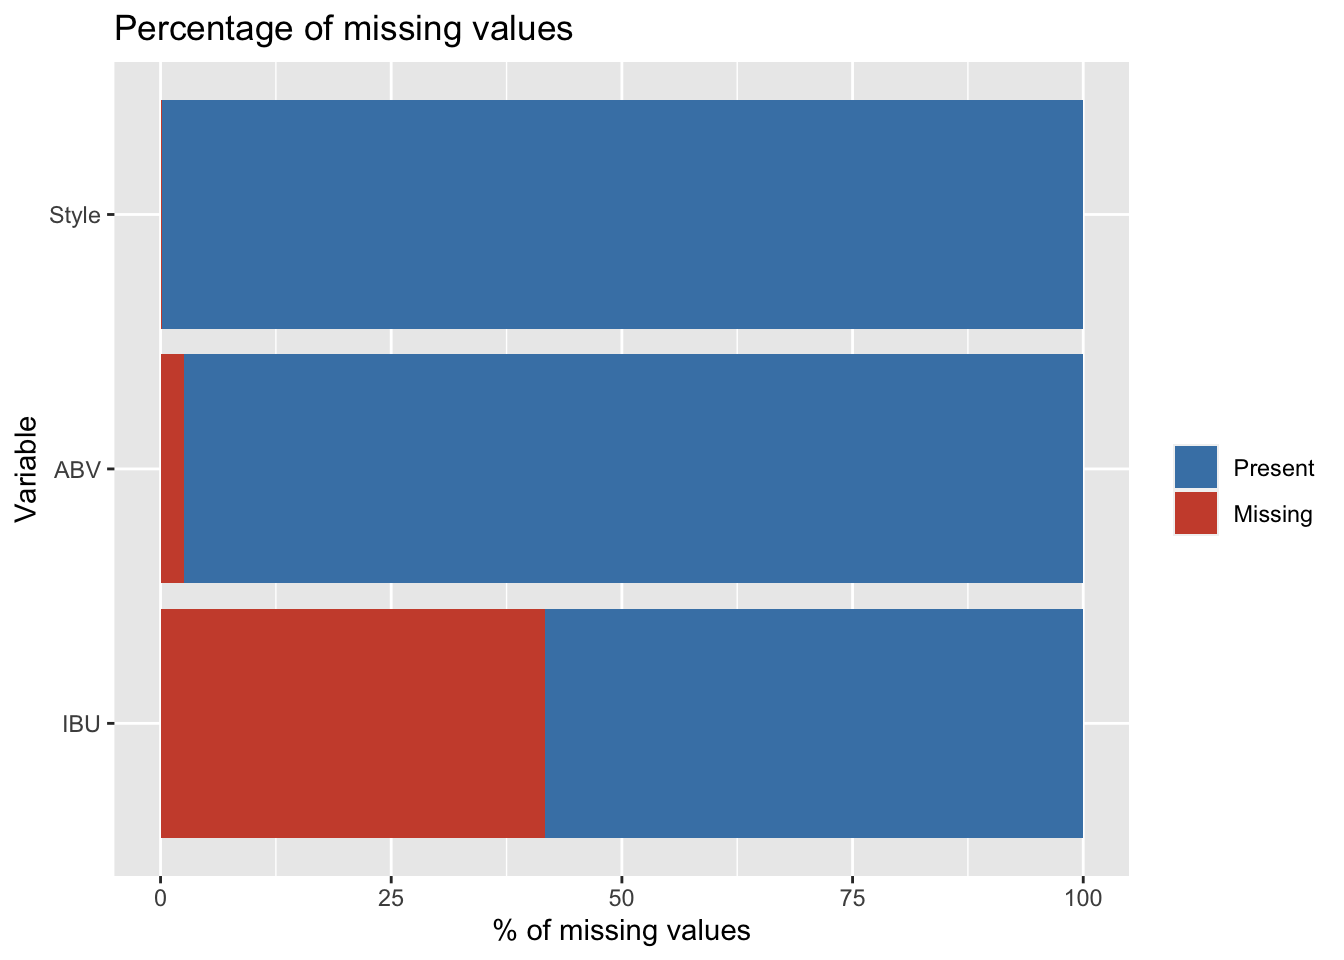 Percentage of missing values
Style
ABV
IBU
Variable
0 25 50 75 100
% of missing values
Present
Missing